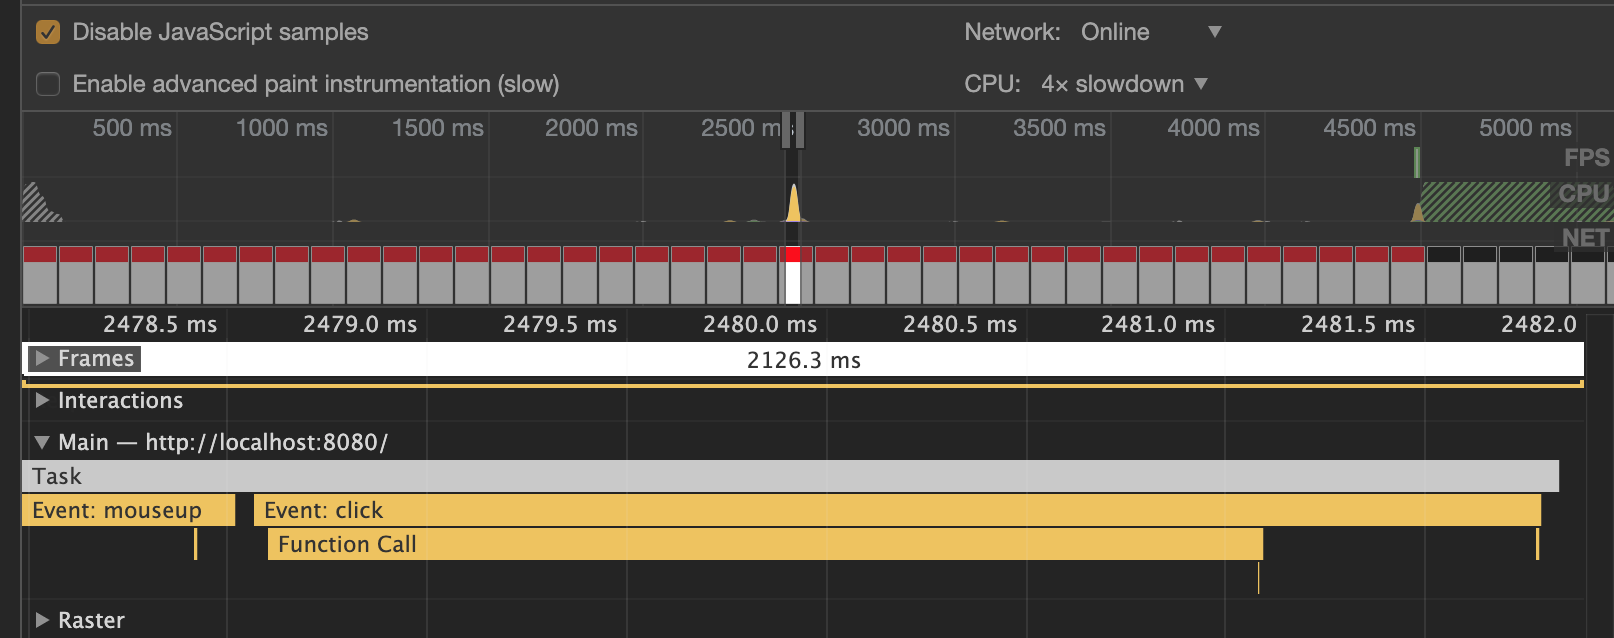 Disable JavaScript samples
Network: Online
Enable advanced paint instrumentation (slow)
CPU: 4× slowdown
500 ms 1000 ms 1500 ms 2000 ms 2500 ms 3000 ms 3500 ms 4000 ms 4500 ms 5000 ms
FPS
CPU
NET
2478.5 ms 2479.0 ms 2479.5 ms 2480.0 ms 2480.5 ms 2481.0 ms 2481.5 ms 2482.0
Frames 2126.3 ms
Interactions
Main — http://localhost:8080/
Task
Event: mouseup Event: click
Function Call
Raster